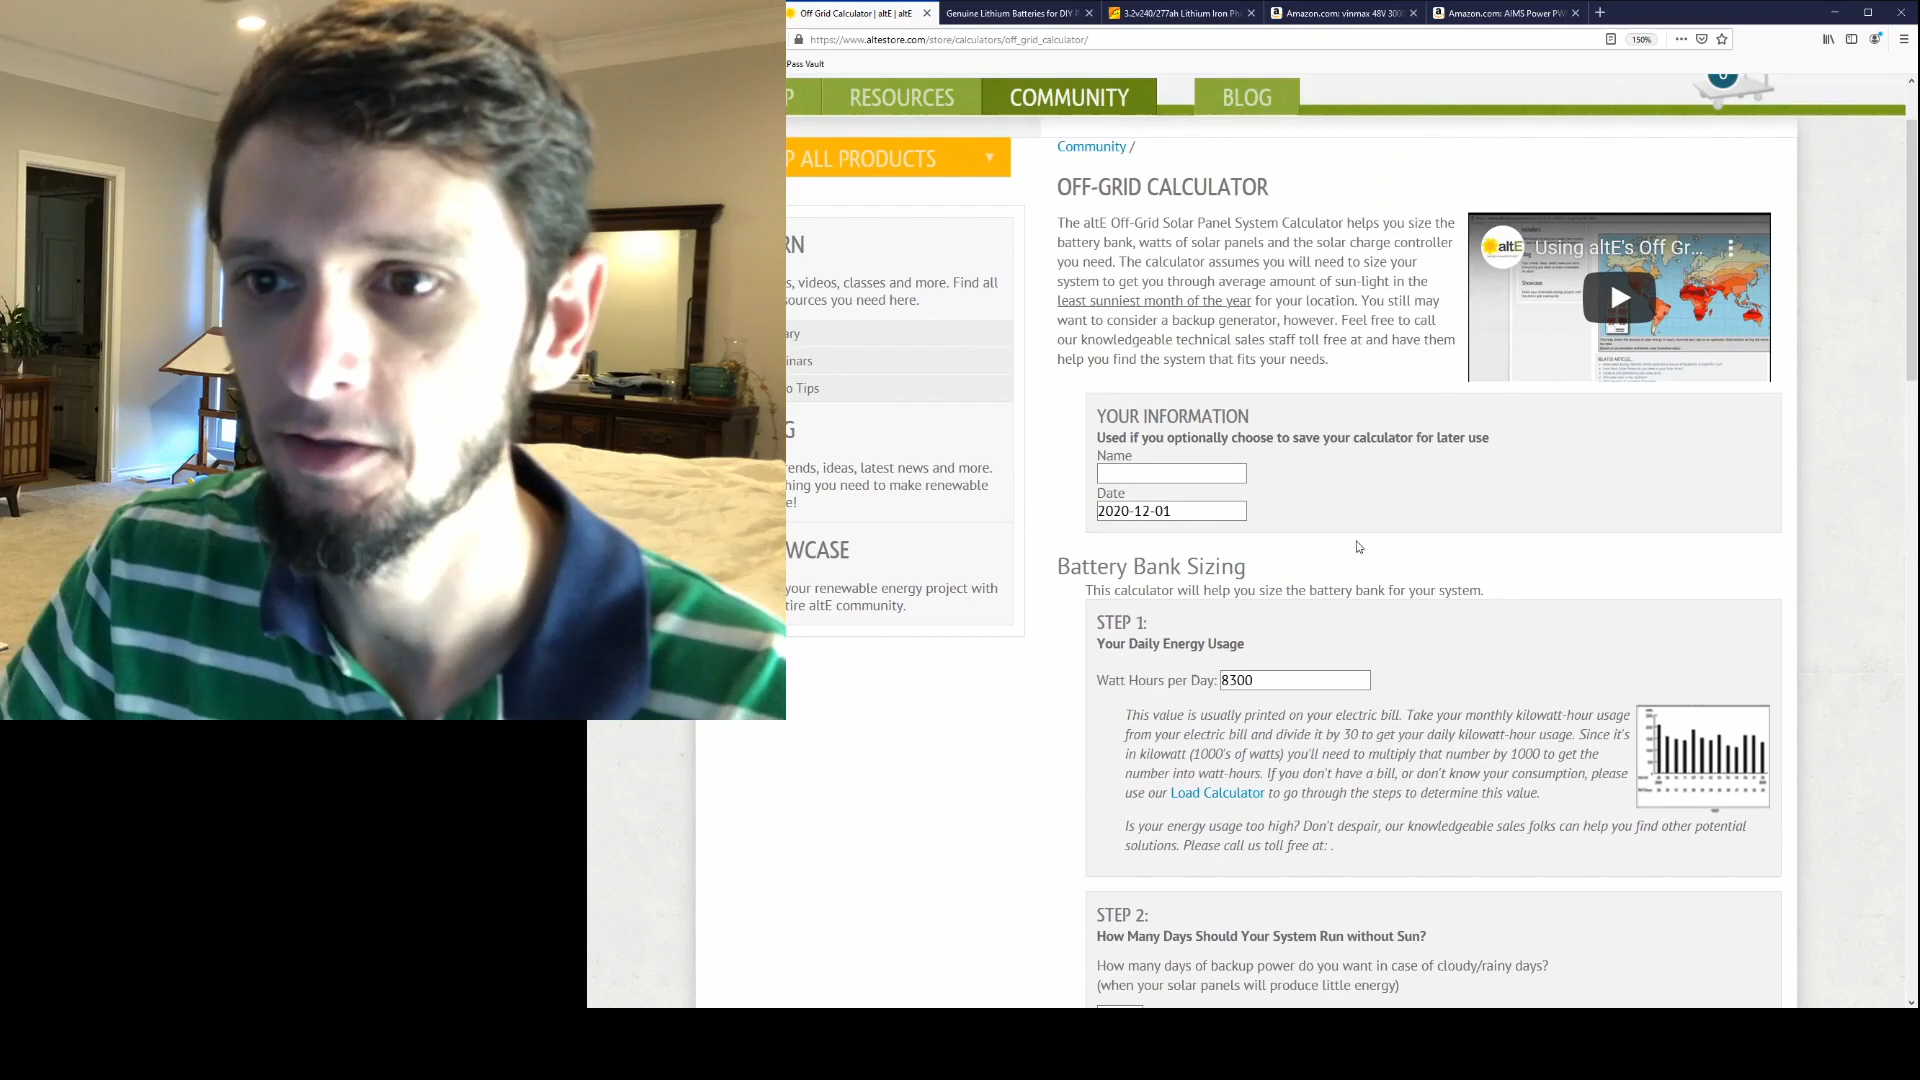 Off Grid Calculator | altE | altE
Genuine Lithium Batteries for DIY P
3.2v240/277ah Lithium Iron Ph
Amazon.com: vinmax 48V 300
Amazon.com: AIMS Power PW
https://www.altestore.com/store/calculators/off_grid_calculator/
150%
Pass Vault
P
RESOURCES
COMMUNITY
BLOG
P ALL PRODUCTS
RN
s, videos, classes and more. Find all
ources you need here.
ary
inars
o Tips
G
rends, ideas, latest news and more.
hing you need to make renewable
e!
WCASE
your renewable energy project with
tire altE community.
Community /
OFF-GRID CALCULATOR
The altE Off-Grid Solar Panel System Calculator helps you size the
battery bank, watts of solar panels and the solar charge controller
you need. The calculator assumes you will need to size your
system to get you through average amount of sun-light in the
least sunniest month of the year for your location. You still may
want to consider a backup generator, however. Feel free to call
our knowledgeable technical sales staff toll free at and have them
help you find the system that fits your needs.
altE
Using altE's Off Gr...
YOUR INFORMATION
Used if you optionally choose to save your calculator for later use
Name
Date
2020-12-01
Battery Bank Sizing
This calculator will help you size the battery bank for your system.
STEP 1:
Your Daily Energy Usage
Watt Hours per Day: 8300
This value is usually printed on your electric bill. Take your monthly kilowatt-hour usage
from your electric bill and divide it by 30 to get your daily kilowatt-hour usage. Since it's
in kilowatt (1000's of watts) you'll need to multiply that number by 1000 to get the
number into watt-hours. If you don't have a bill, or don't know your consumption, please
use our Load Calculator to go through the steps to determine this value.
Is your energy usage too high? Don't despair, our knowledgeable sales folks can help you find other potential
solutions. Please call us toll free at: .
STEP 2:
How Many Days Should Your System Run without Sun?
How many days of backup power do you want in case of cloudy/rainy days?
(when your solar panels will produce little energy)